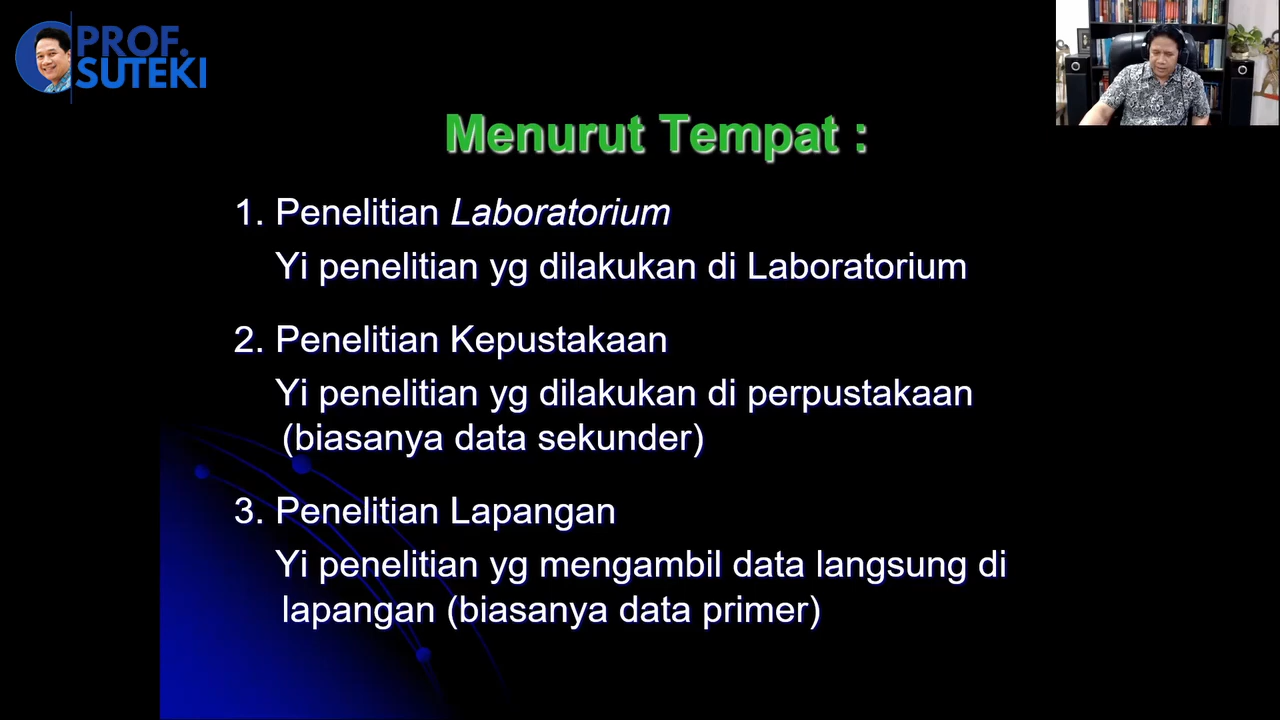 PROF.
SUTEKI
Menurut Tempat :
1. Penelitian Laboratorium
Yi penelitian yg dilakukan di Laboratorium
2. Penelitian Kepustakaan
Yi penelitian yg dilakukan di perpustakaan
(biasanya data sekunder)
3. Penelitian Lapangan
Yi penelitian yg mengambil data langsung di
lapangan (biasanya data primer)